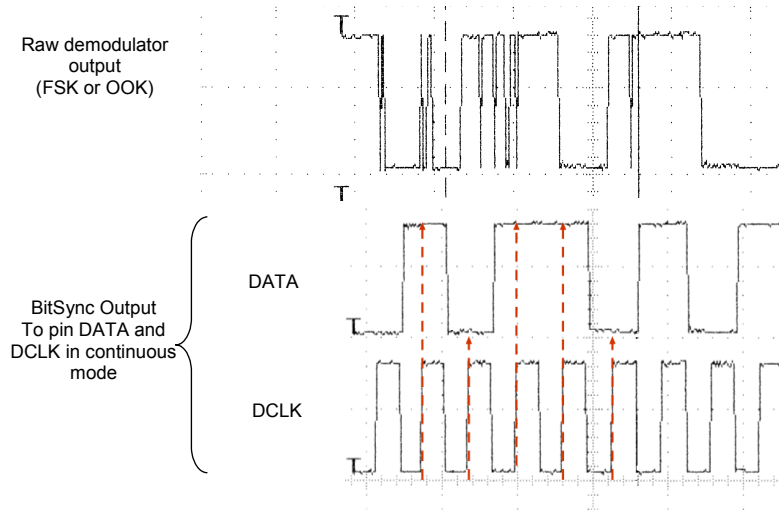 Raw demodulator
output
(FSK or OOK)
DATA
BitSync Output
To pin DATA and
DCLK in continuous
mode
DCLK